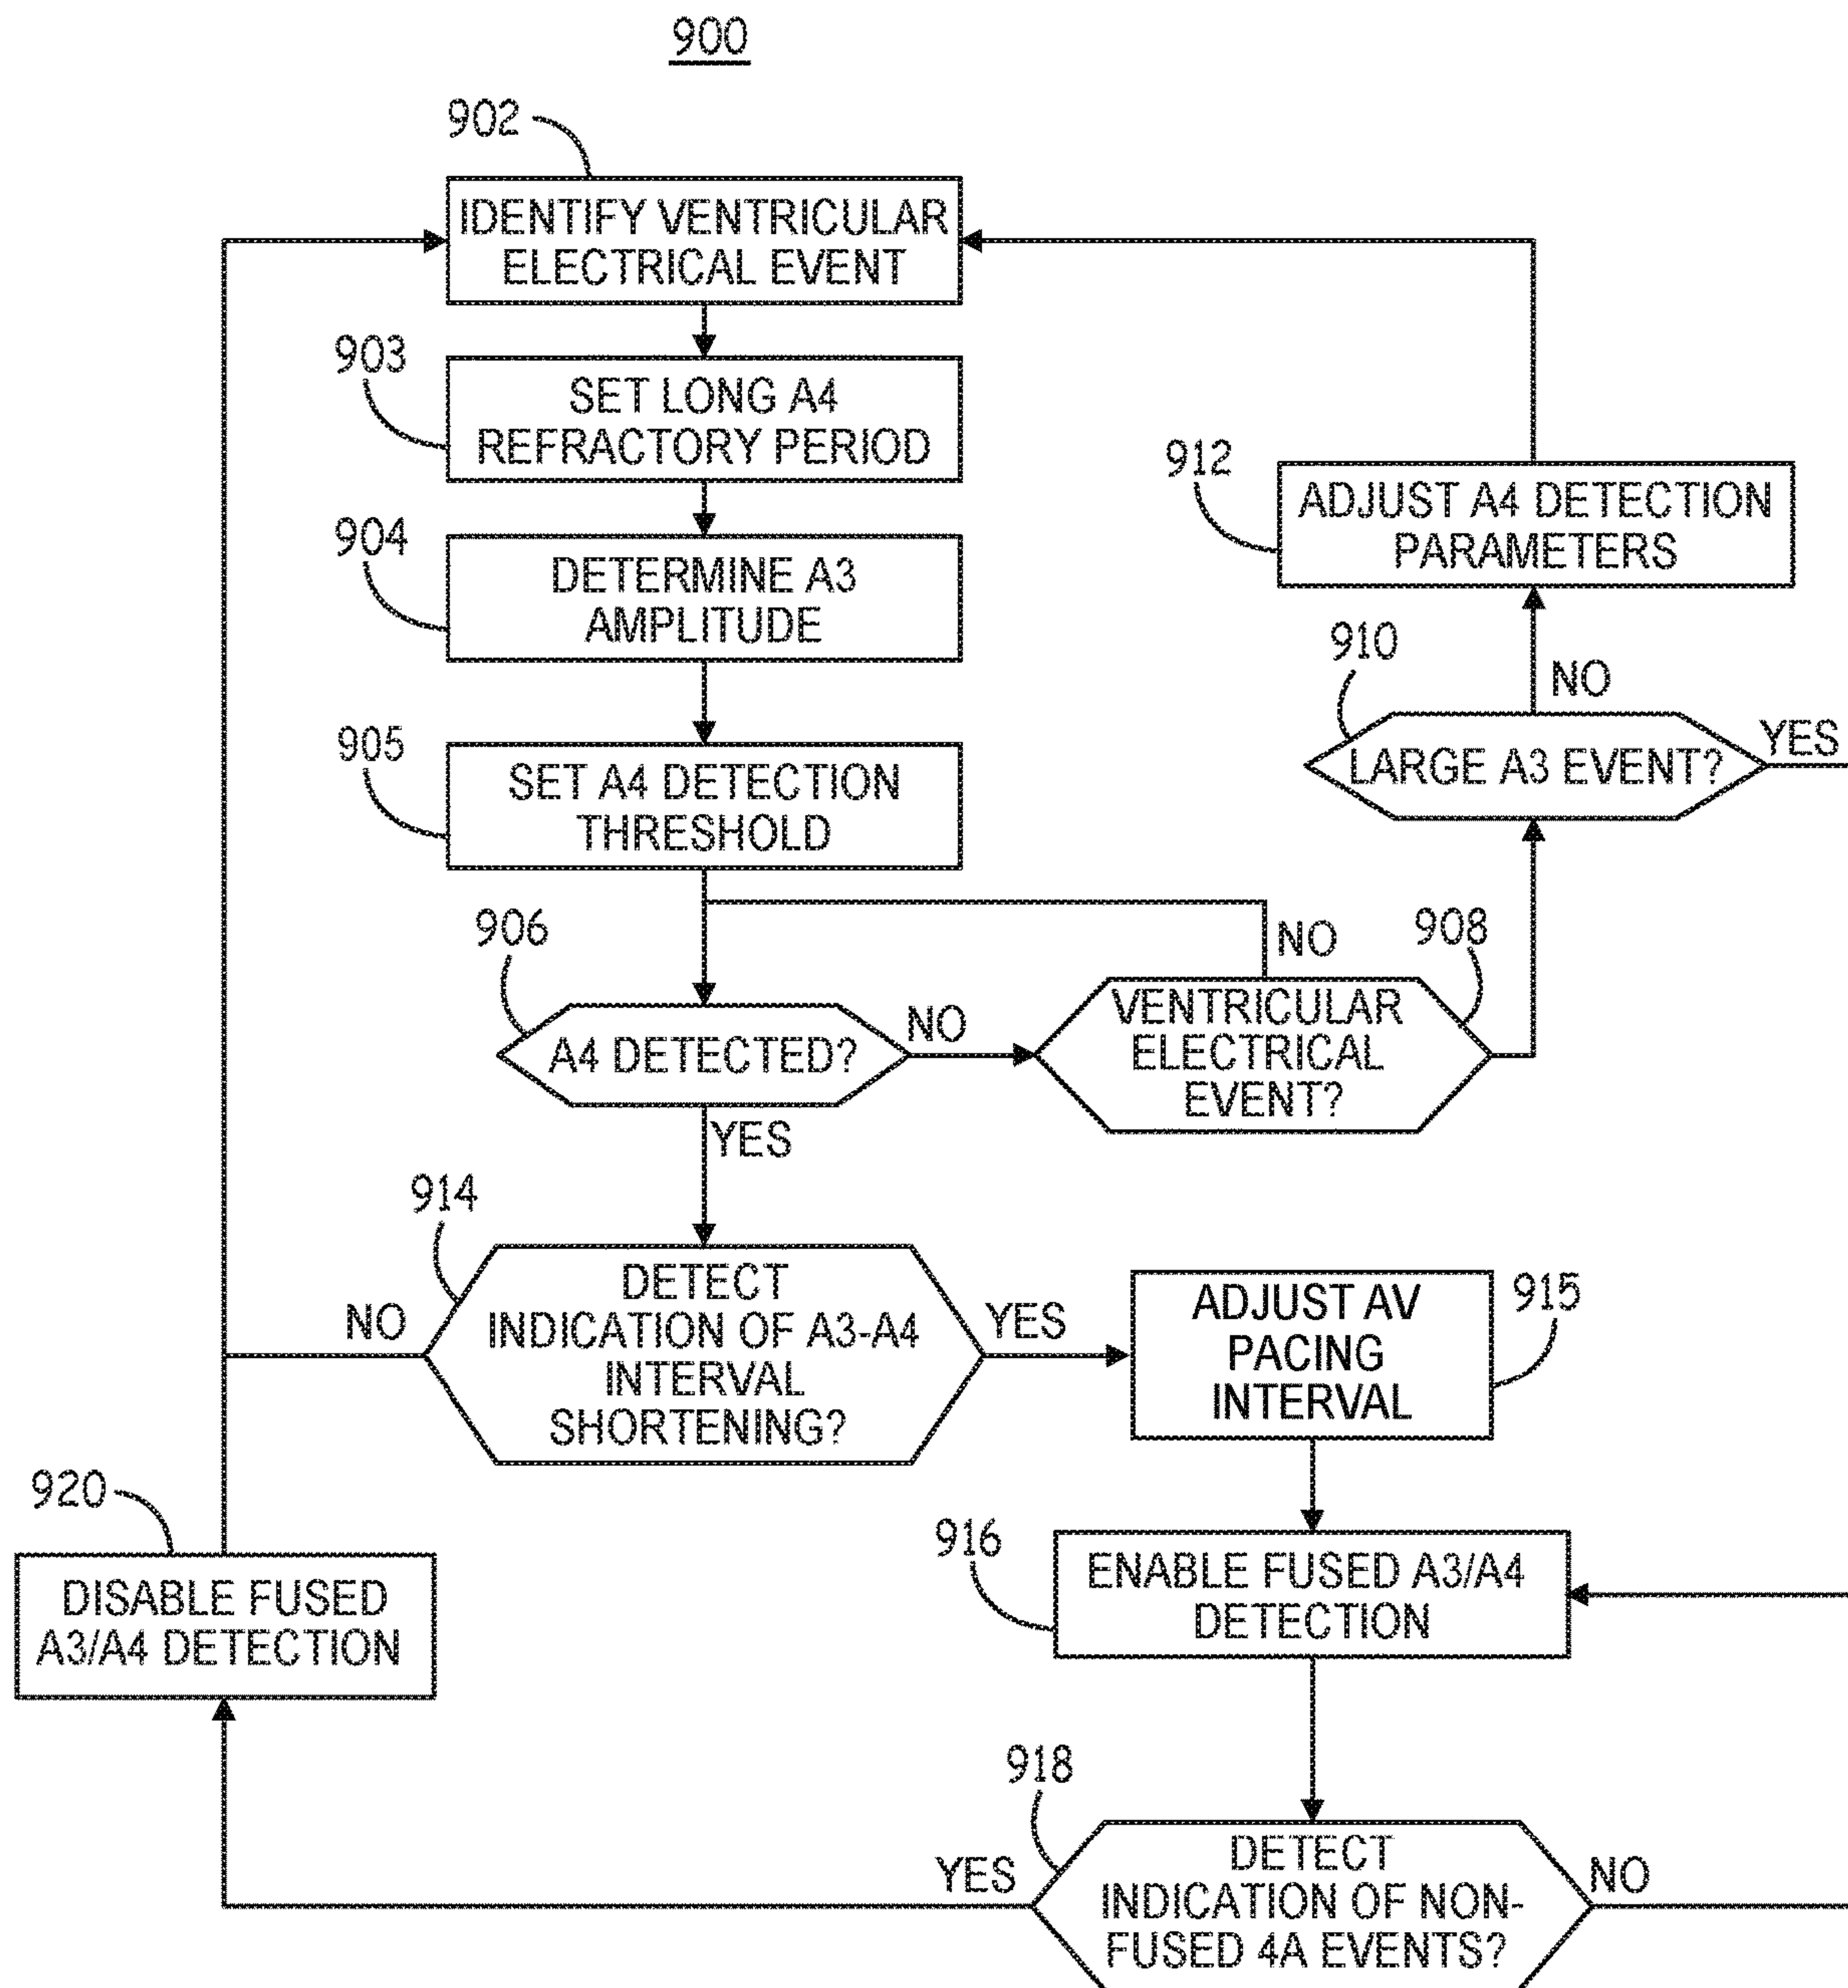 900
902
IDENTIFY VENTRICULAR
ELECTRICAL EVENT
903
SET LONG A4
REFRACTORY PERIOD
904
DETERMINE A3
AMPLITUDE
905
SET A4 DETECTION
THRESHOLD
912
ADJUST A4 DETECTION
PARAMETERS
NO
910
LARGE A3 EVENT?
YES
906
A4 DETECTED?
NO
YES
NO
908
VENTRICULAR
ELECTRICAL
EVENT?
914
DETECT
INDICATION OF A3-A4
INTERVAL
SHORTENING?
NO
YES
ADJUST AV
PACING
INTERVAL
915
920
DISABLE FUSED
A3/A4 DETECTION
916
ENABLE FUSED A3/A4
DETECTION
918
DETECT
INDICATION OF NON-
FUSED 4A EVENTS?
YES
NO